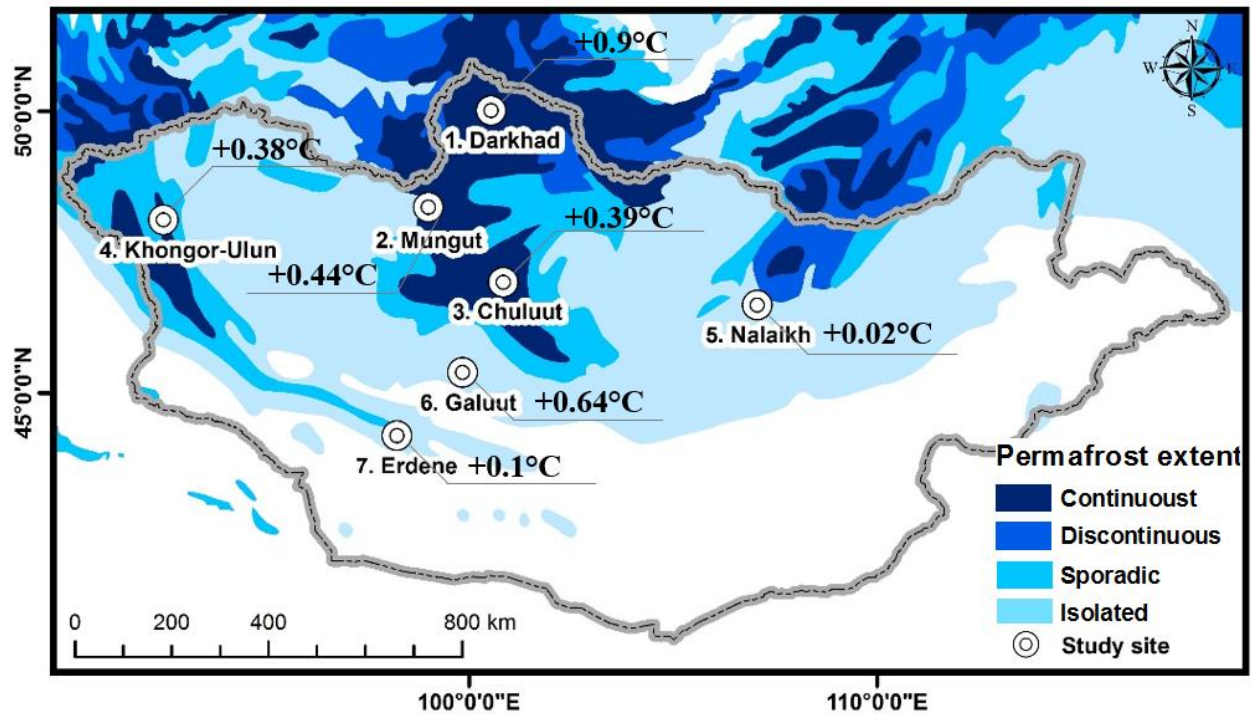 N
W E
S
+0.9°C
50°0'0"N
1. Darkhad
+0.38°C
+0.39°C
2. Mungut
4. Khongor-Ulun
+0.44°C
3. Chuluut
5. Nalaikh +0.02°C
6. Galuut +0.64°C
45°0'0"N
7. Erdene +0.1°C
Permafrost extent
Continuoust
Discontinuous
Sporadic
Isolated
Study site
0 200 400 800 km
100°0'0"E 110°0'0"E